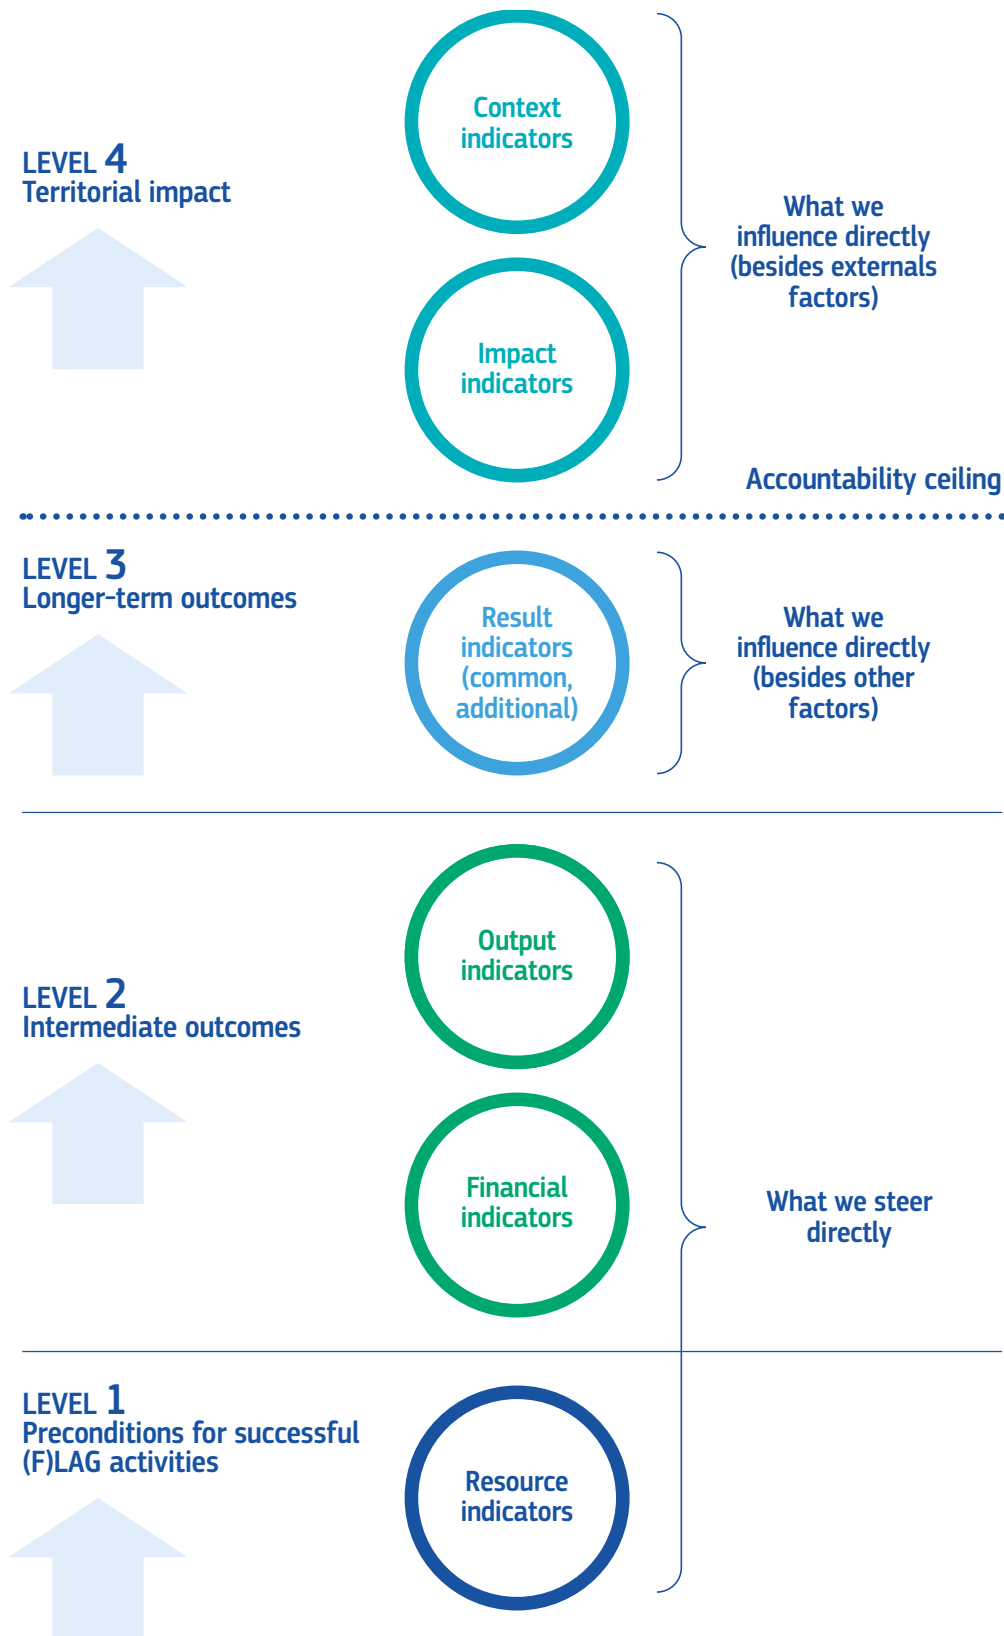 LEVEL 4
Territorial impact
Context
indicators
Impact
indicators
What we
influence directly
(besides externals
factors)
Accountability ceiling
LEVEL 3
Longer-term outcomes
Result
indicators
(common,
additional)
What we
influence directly
(besides other
factors)
LEVEL 2
Intermediate outcomes
Output
indicators
Financial
indicators
What we steer
directly
LEVEL 1
Preconditions for successful
(F)LAG activities
Resource
indicators